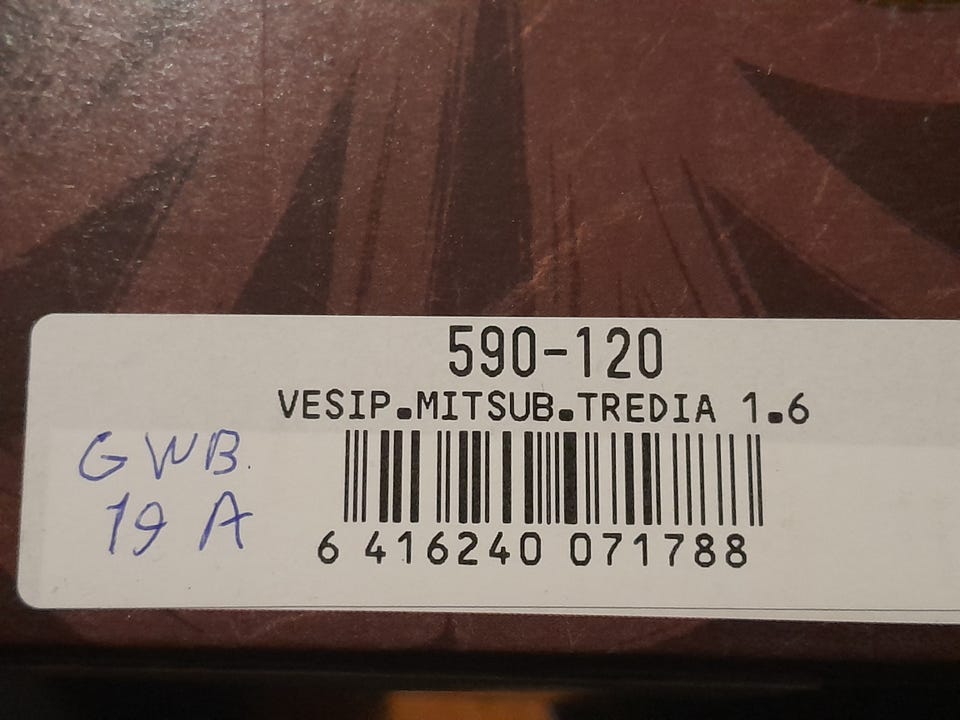 590-120
VESIP.MITSUB.TREDIA 1.6
GWB
19 A
6 416240 071788